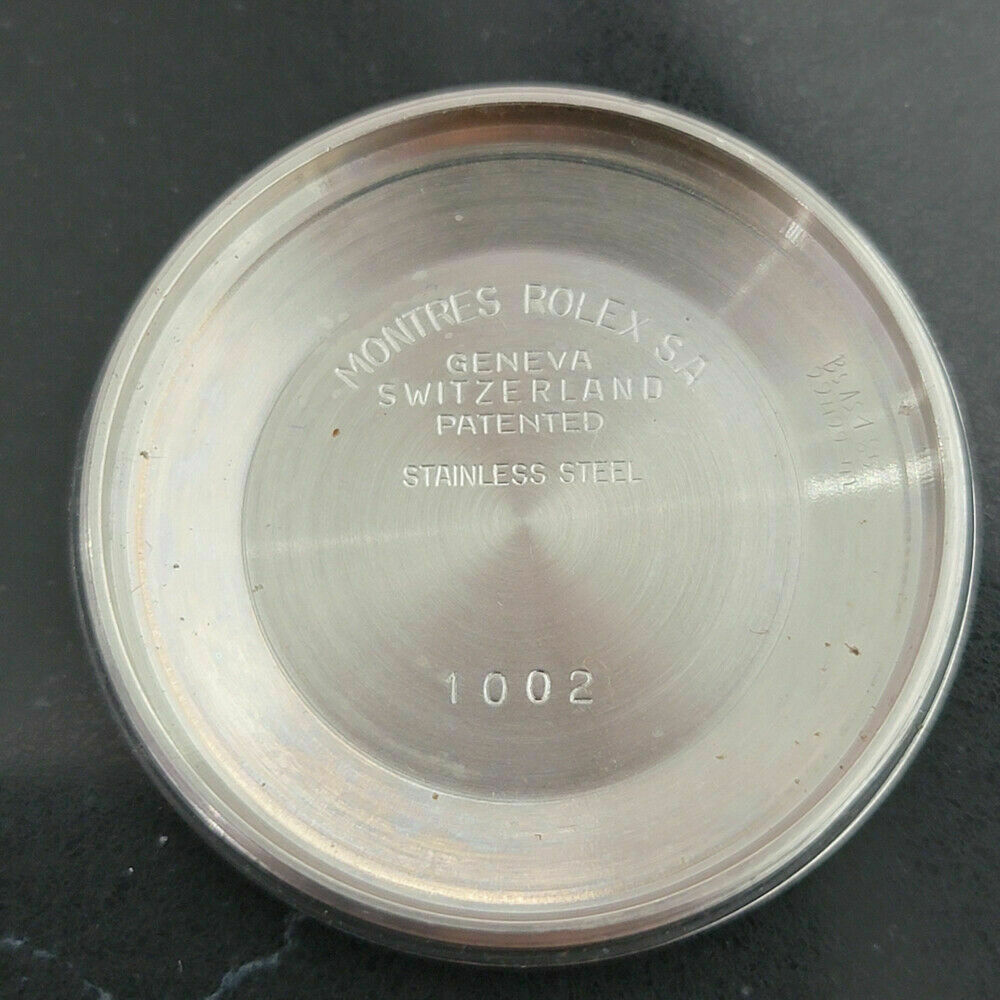 MONTRES ROLEX S A
GENEVA
SWITZERLAND
PATENTED
STAINLESS STEEL
1002